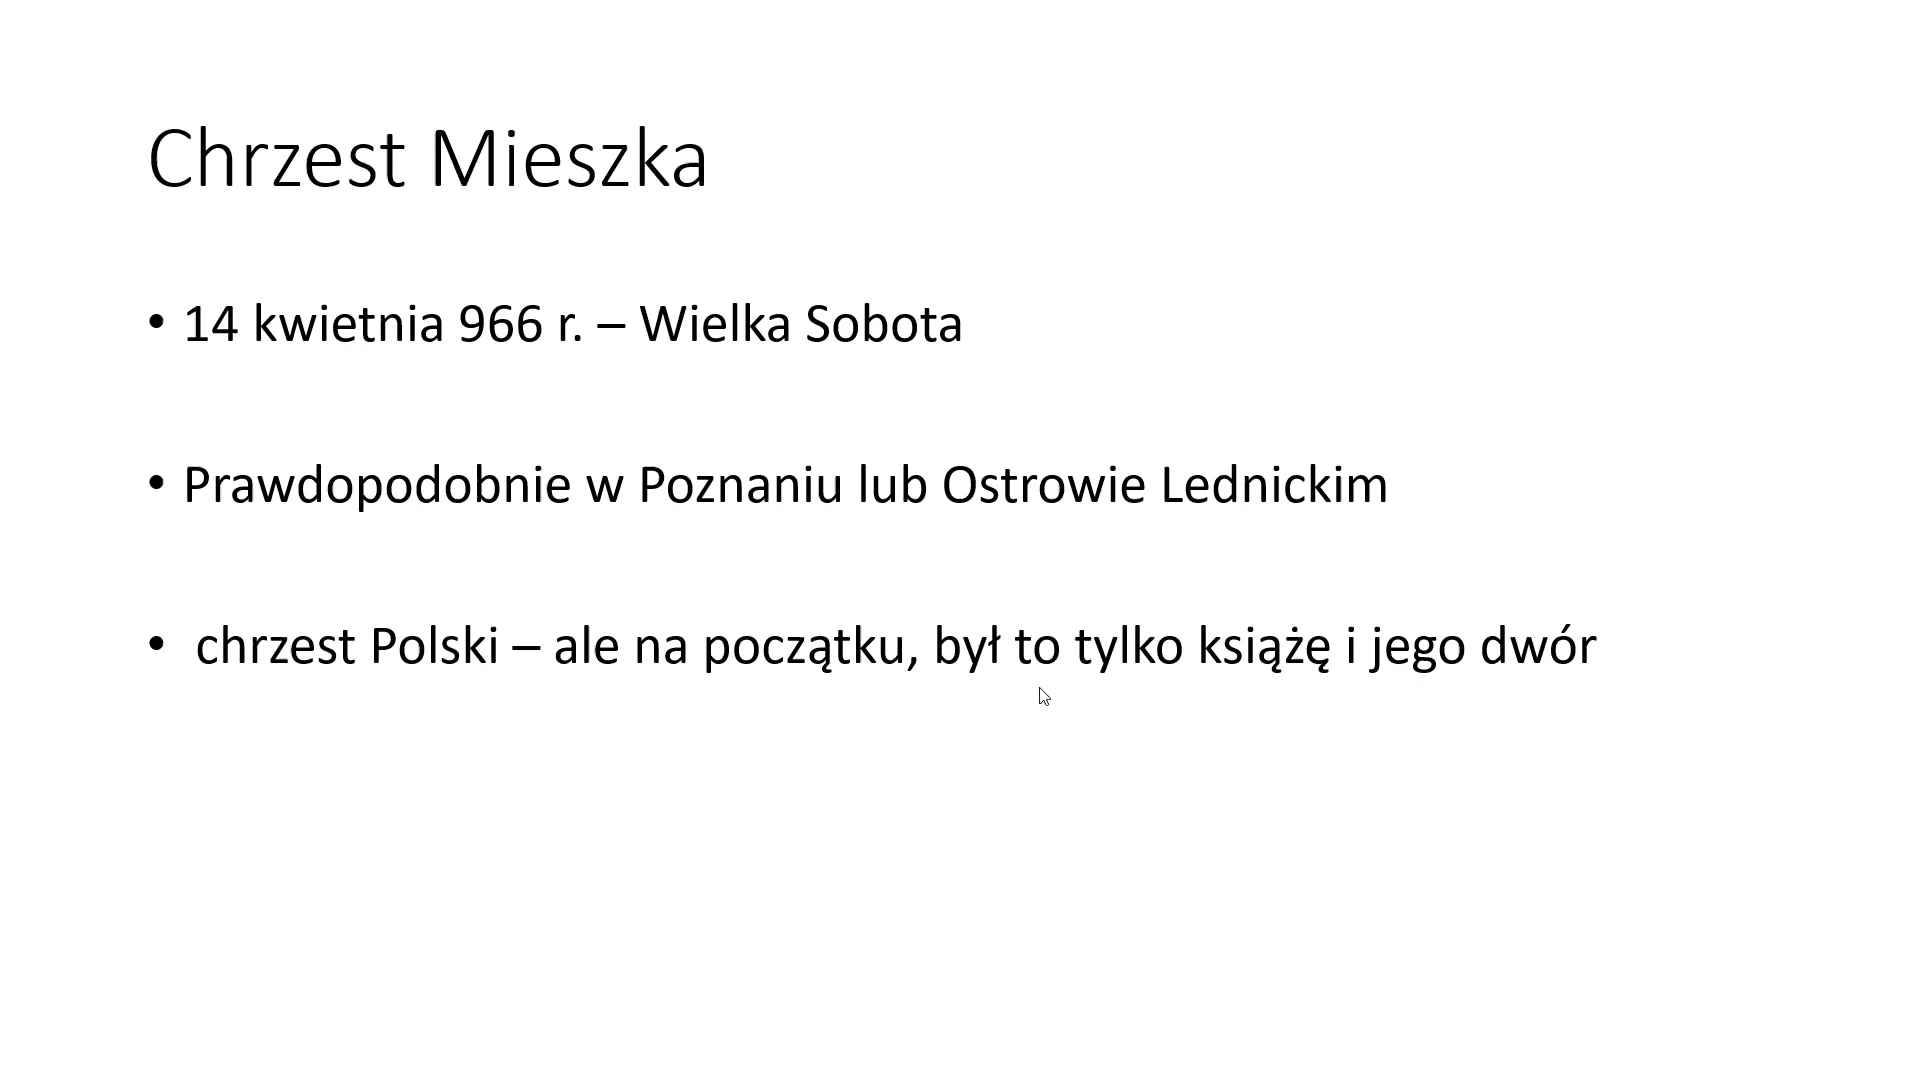 Chrzest Mieszka
• 14 kwietnia 966 r. – Wielka Sobota
• Prawdopodobnie w Poznaniu lub Ostrowie Lednickim
• chrzest Polski – ale na początku, był to tylko książę i jego dwór